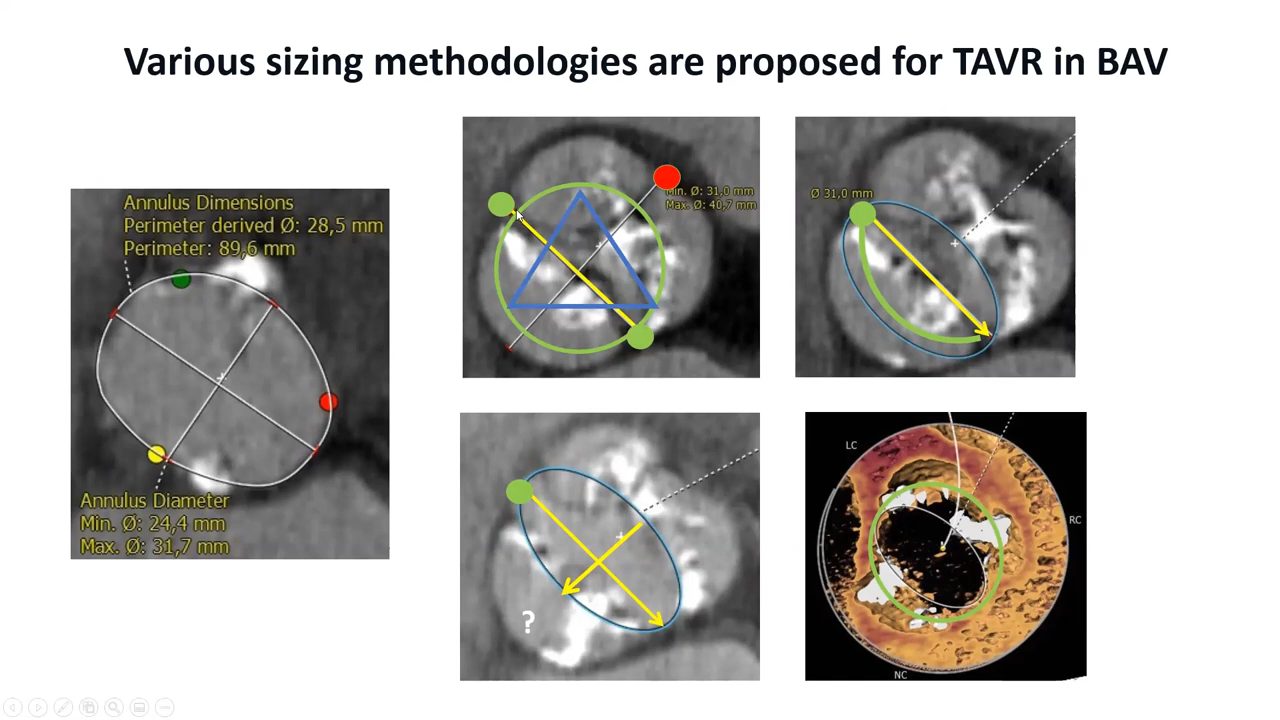 Various sizing methodologies are proposed for TAVR in BAV
Annulus Dimensions
Perimeter derived Ø: 28,5 mm
Perimeter: 89,6 mm
Annulus Diameter
Min. Ø: 24,4 mm
Max. Ø: 31,7 mm
Min. Ø: 31,0 mm
Max. Ø: 40,7 mm
Ø 31,0 mm
?
LC
RC
NC